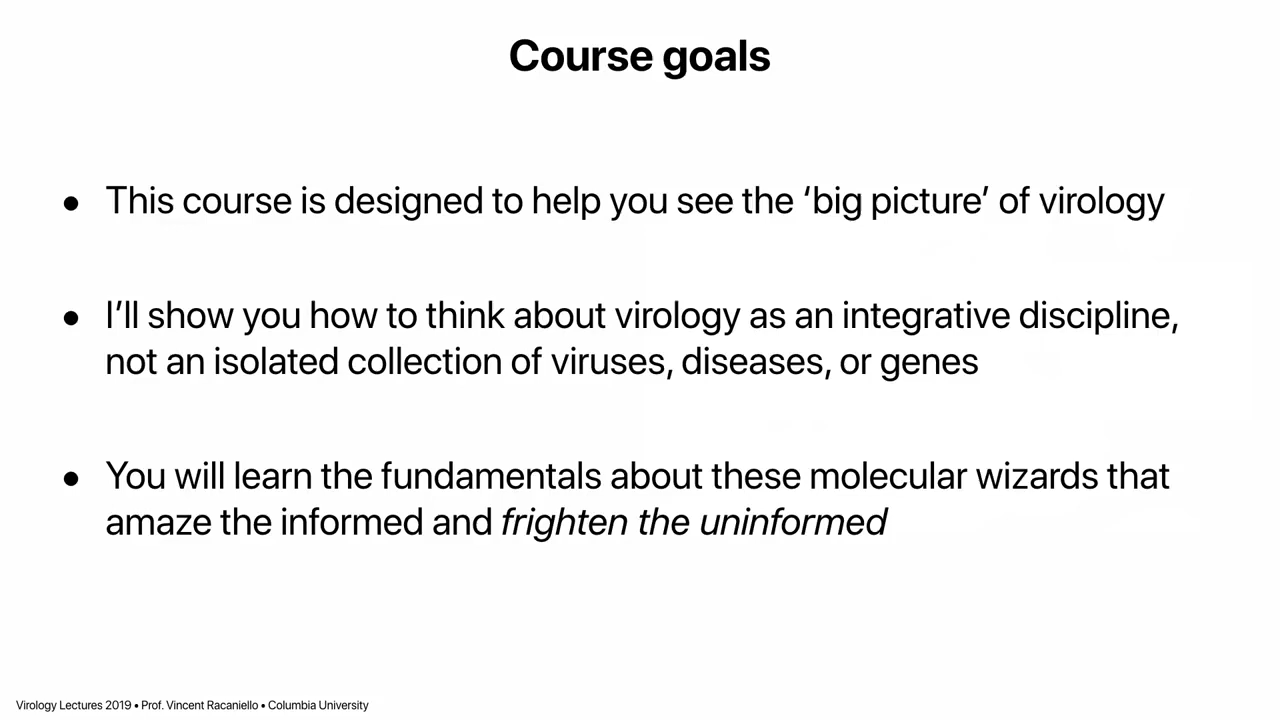 Course goals
• This course is designed to help you see the ‘big picture’ of virology
• I’ll show you how to think about virology as an integrative discipline,
not an isolated collection of viruses, diseases, or genes
• You will learn the fundamentals about these molecular wizards that
amaze the informed and frighten the uninformed
Virology Lectures 2019 • Prof. Vincent Racaniello • Columbia University